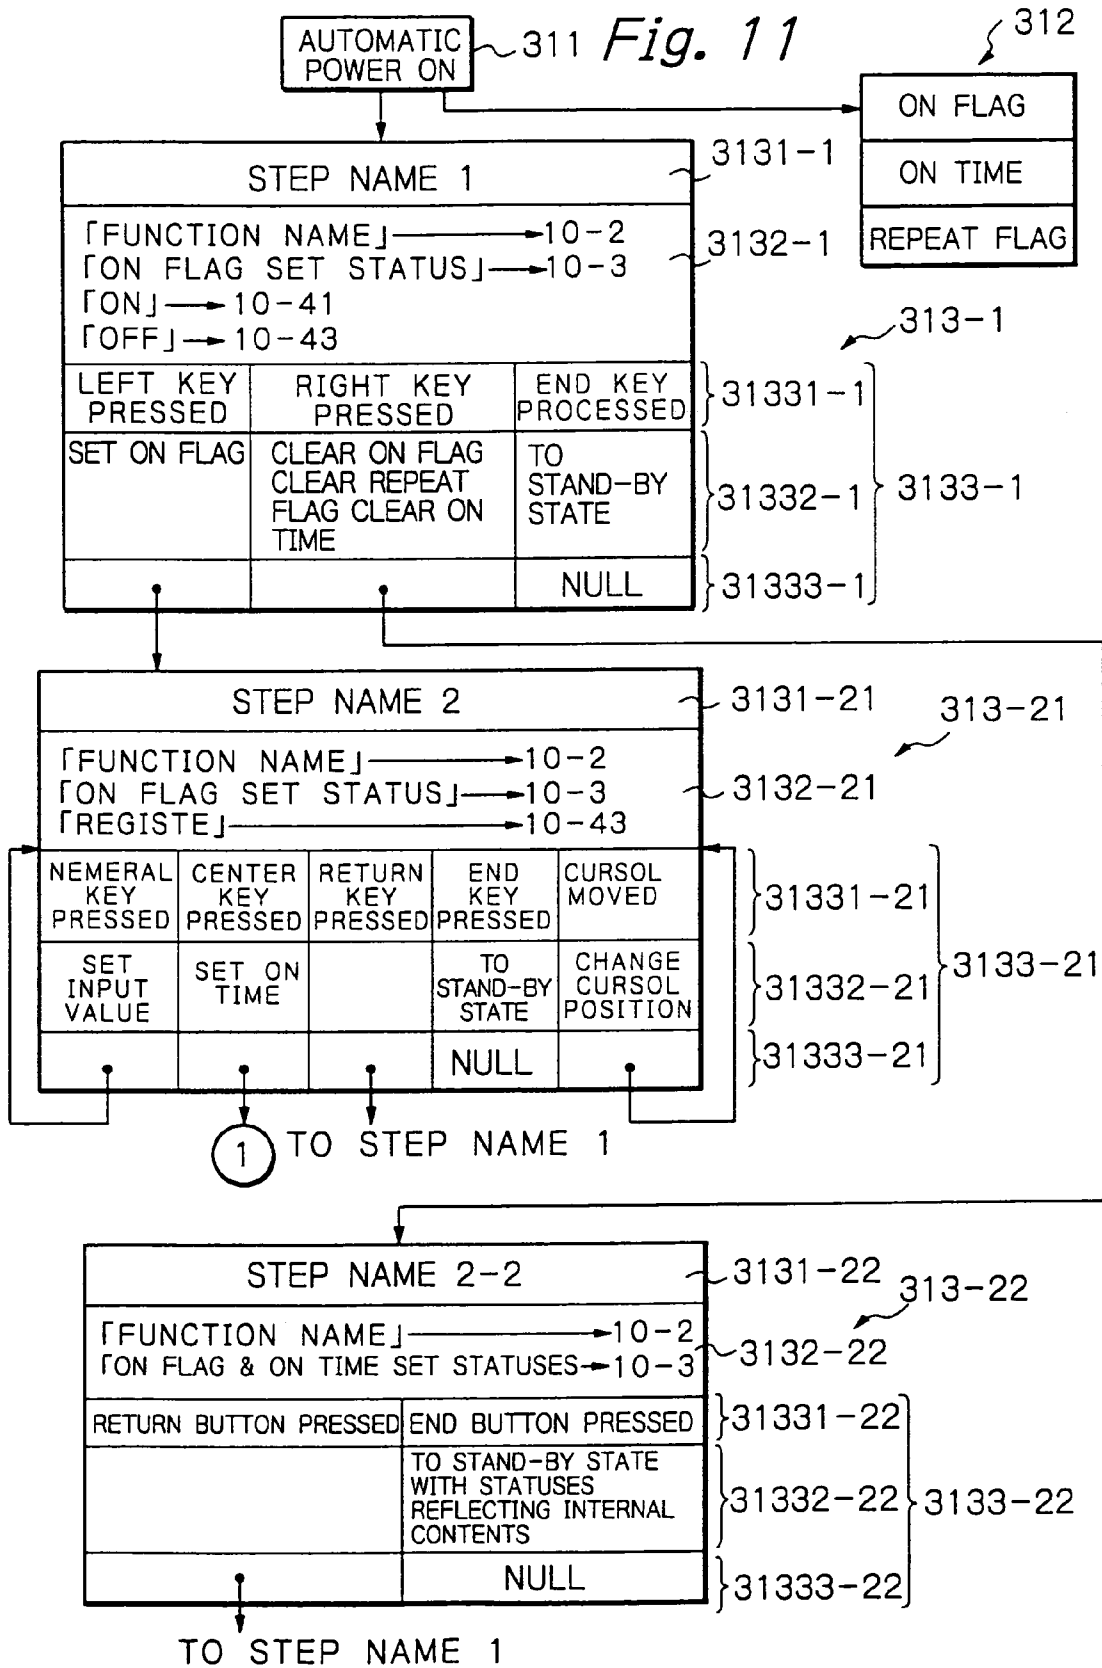 Fig. 11
AUTOMATIC
POWER ON
311
312
ON FLAG
ON TIME
REPEAT FLAG
STEP NAME 1
3131-1
「FUNCTION NAME」→10-2
「ON FLAG SET STATUS」→10-3
「ON」→10-41
「OFF」→10-43
3132-1
313-1
LEFT KEY
PRESSED
RIGHT KEY
PRESSED
END KEY
PROCESSED
31331-1
SET ON FLAG
CLEAR ON FLAG
CLEAR REPEAT
FLAG CLEAR ON
TIME
TO
STAND-BY
STATE
31332-1
3133-1
NULL
31333-1
STEP NAME 2
3131-21
313-21
「FUNCTION NAME」→10-2
「ON FLAG SET STATUS」→10-3
「REGISTE」→10-43
3132-21
NEMERAL
KEY
PRESSED
CENTER
KEY
PRESSED
RETURN
KEY
PRESSED
END
KEY
PRESSED
CURSOL
MOVED
31331-21
SET
INPUT
VALUE
SET ON
TIME
TO
STAND-BY
STATE
CHANGE
CURSOL
POSITION
31332-21
3133-21
NULL
31333-21
1
TO STEP NAME 1
STEP NAME 2-2
3131-22
313-22
「FUNCTION NAME」→10-2
「ON FLAG & ON TIME SET STATUSES→10-3
3132-22
RETURN BUTTON PRESSED
END BUTTON PRESSED
31331-22
TO STAND-BY STATE
WITH STATUSES
REFLECTING INTERNAL
CONTENTS
31332-22
3133-22
NULL
31333-22
TO STEP NAME 1